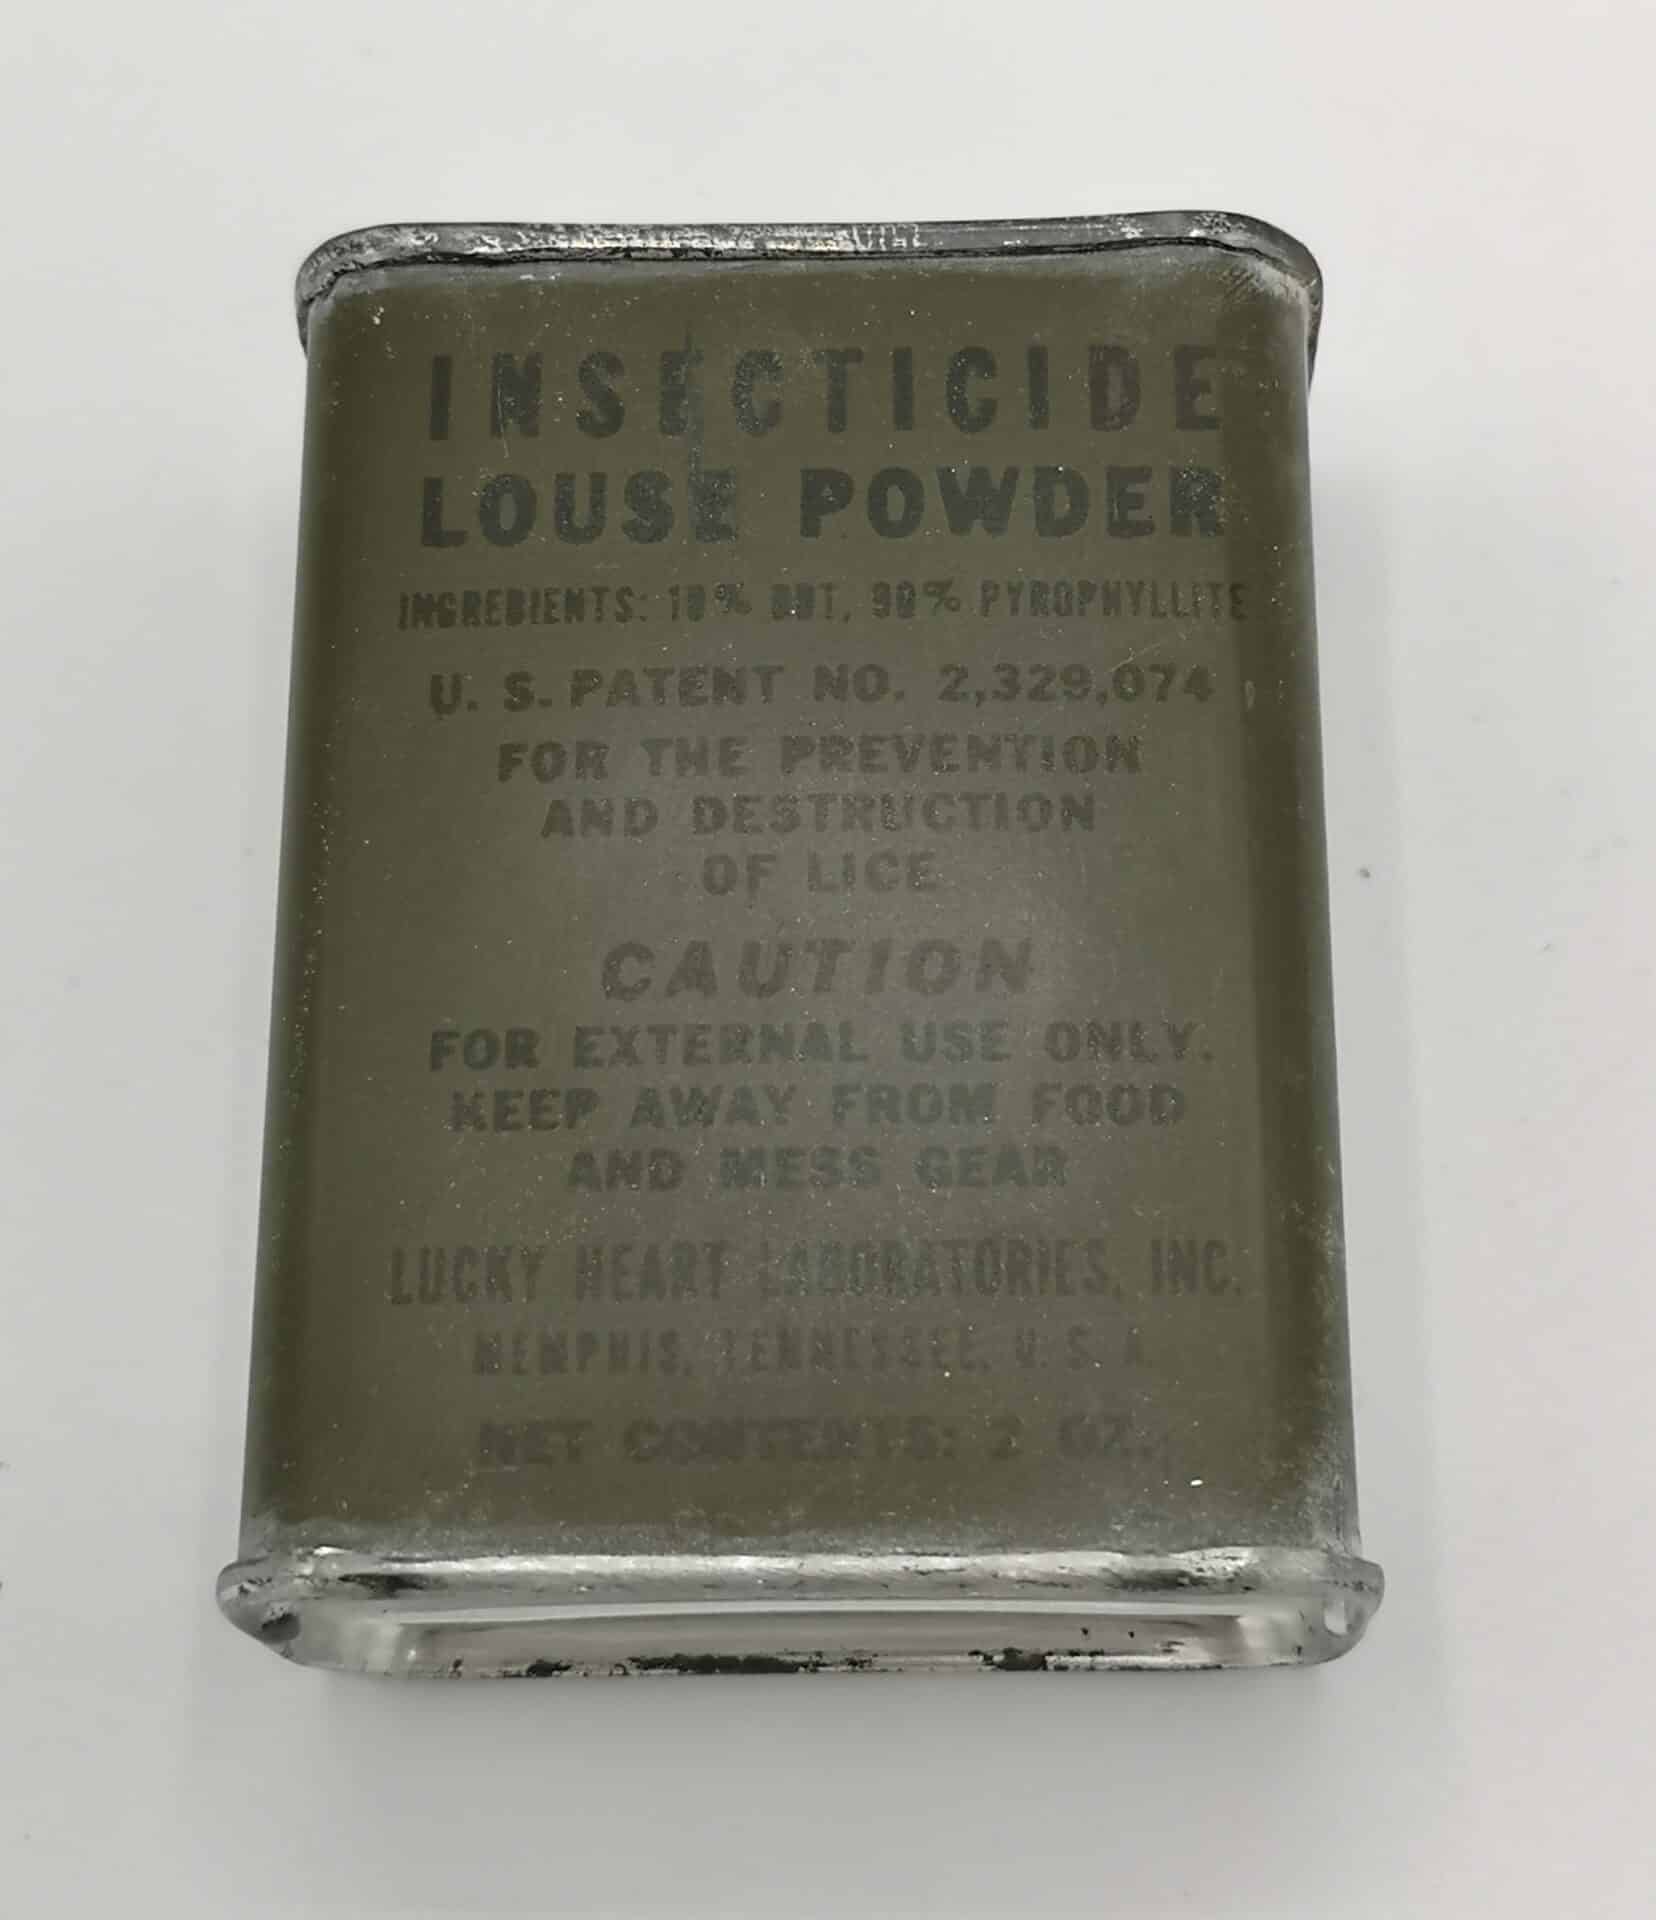 INSECTICIDE
LOUSE POWDER
INGREDIENTS: 10% DDT, 90% PYROPHYLLITE
U. S. PATENT NO. 2,329,074
FOR THE PREVENTION
AND DESTRUCTION
OF LICE
CAUTION
FOR EXTERNAL USE ONLY.
KEEP AWAY FROM FOOD
AND MESS GEAR
LUCKY HEART LABORATORIES, INC.
MEMPHIS, TENNESSEE, U. S. A.
NET CONTENTS: 2 OZ.